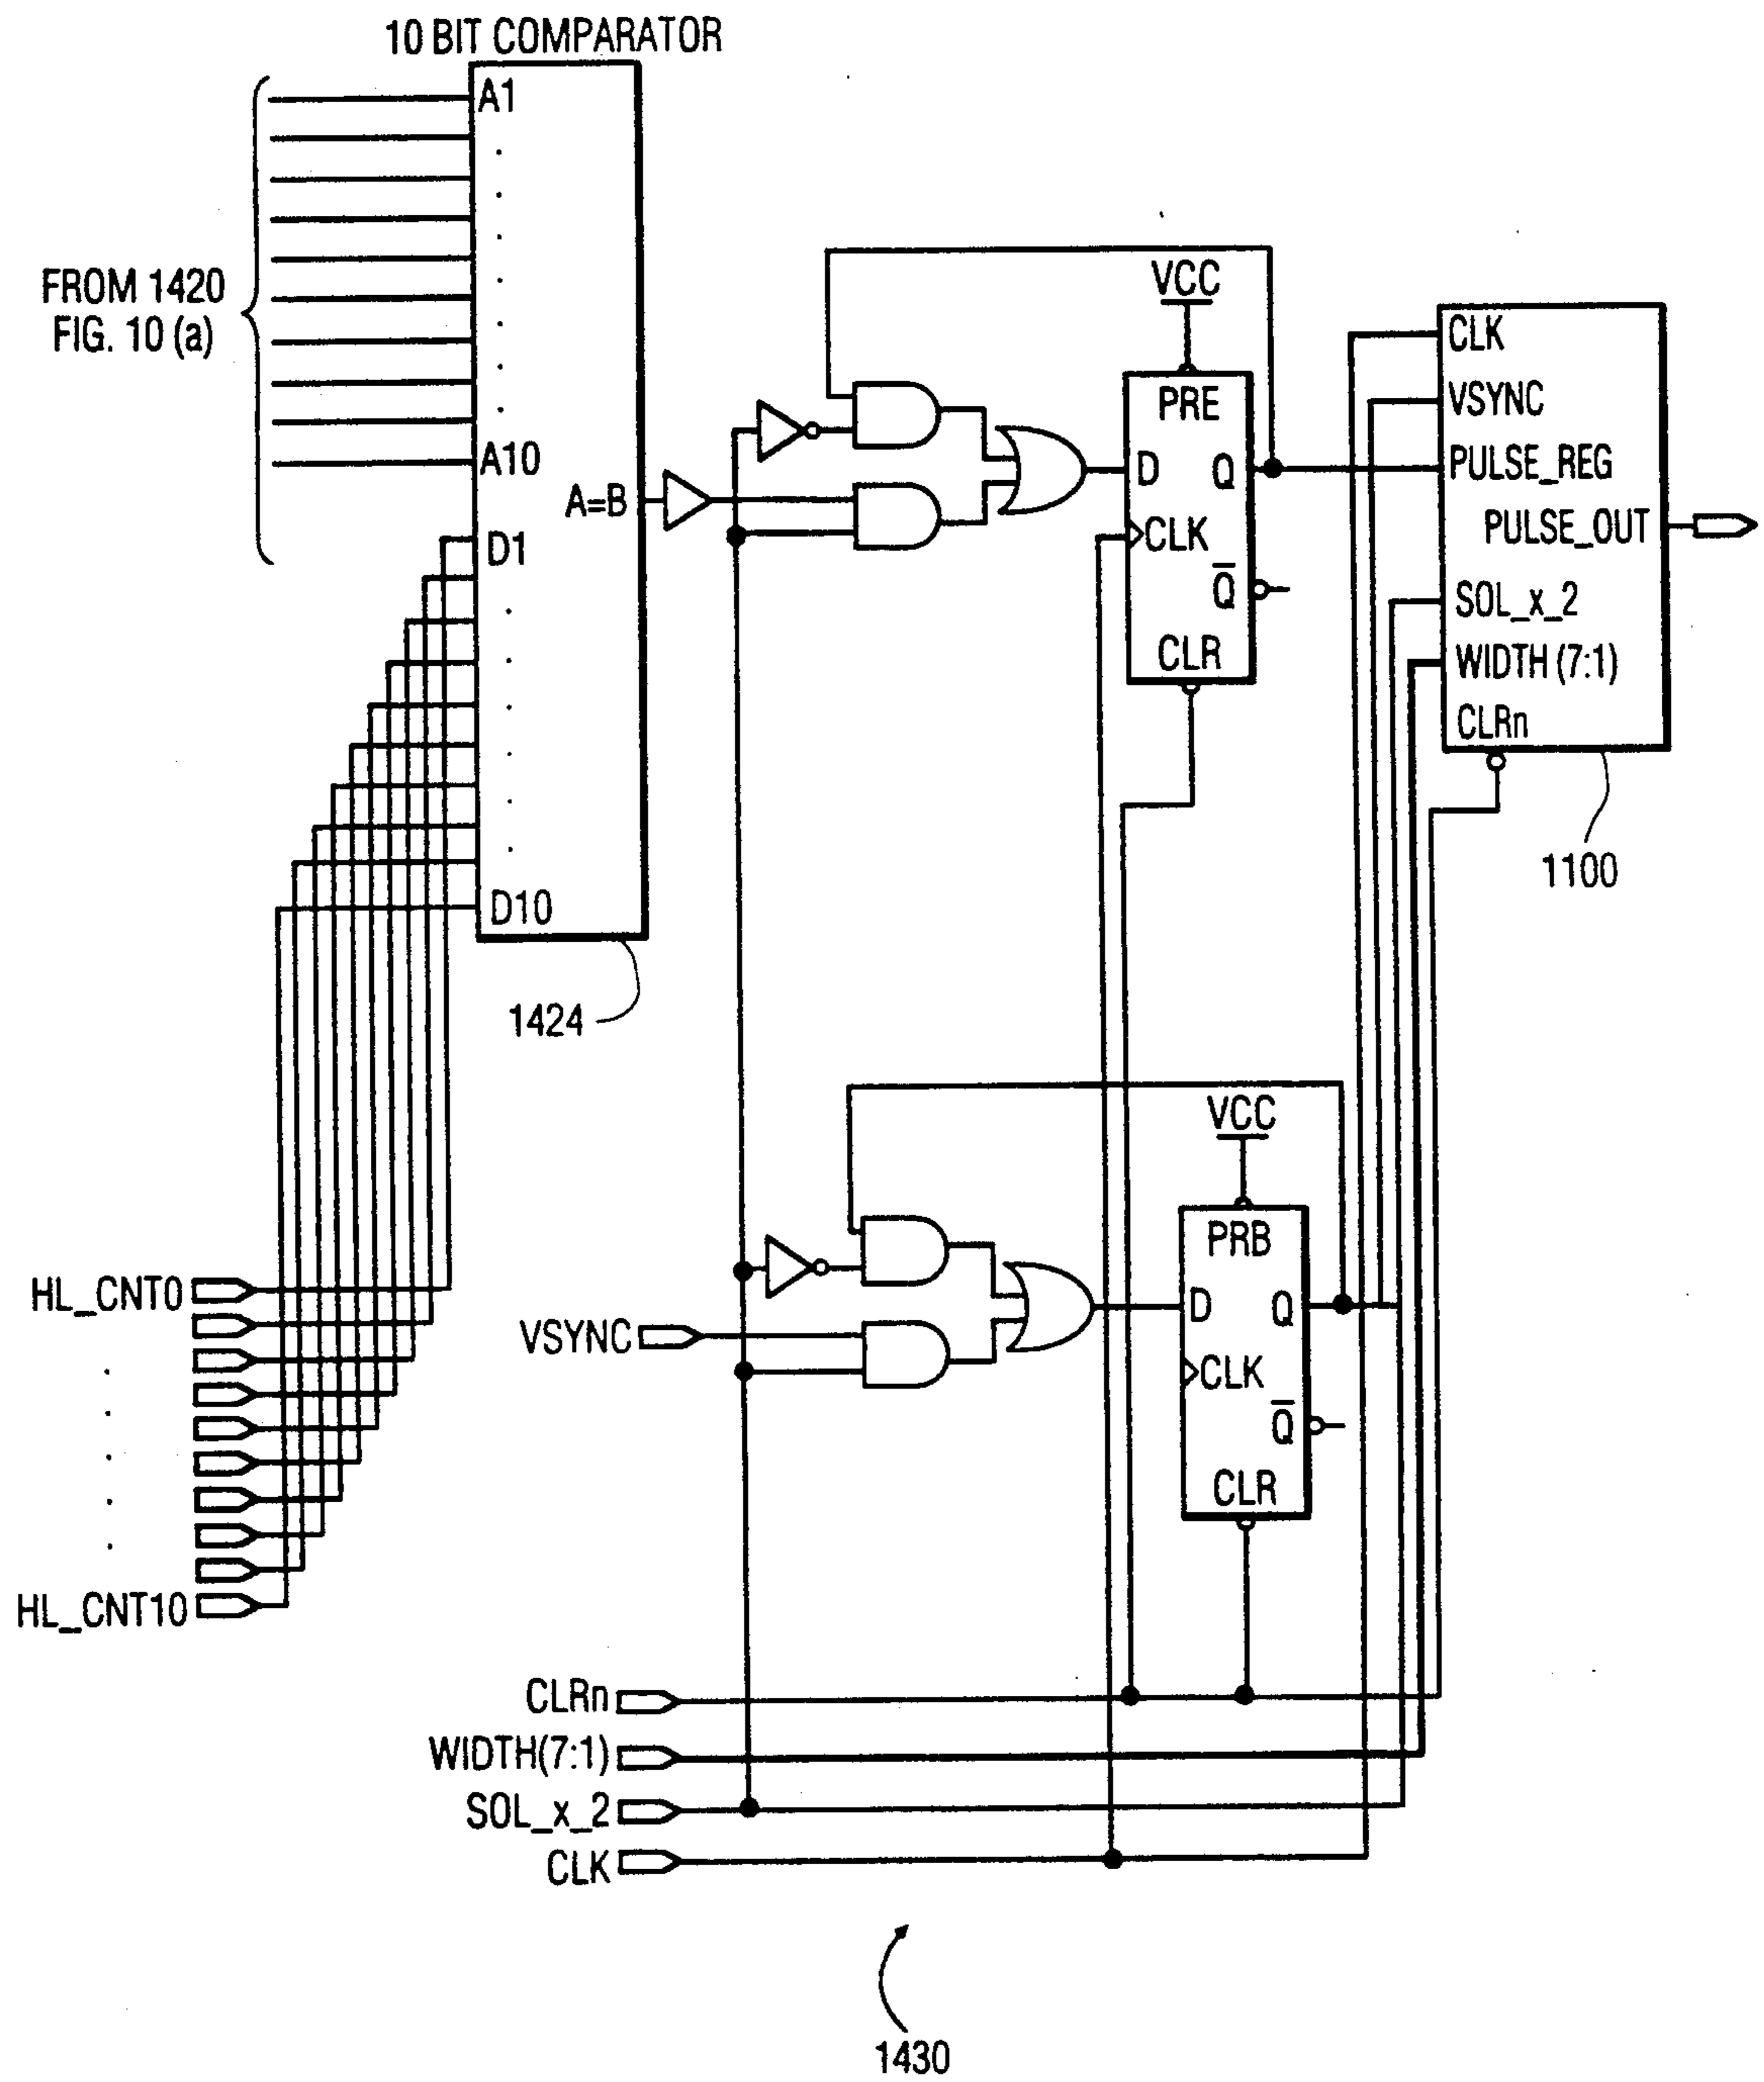 10 BIT COMPARATOR
A1
FROM 1420
FIG. 10 (a)
A10
A=B
D1
D10
1424
VCC
PRE
D
Q
CLK
Q̅
CLR
CLK
VSYNC
PULSE_REG
PULSE_OUT
SOL_x_2
WIDTH (7:1)
CLRn
1100
VCC
PRB
D
Q
CLK
Q̅
CLR
HL_CNT0
VSYNC
HL_CNT10
CLRn
WIDTH(7:1)
SOL_x_2
CLK
1430